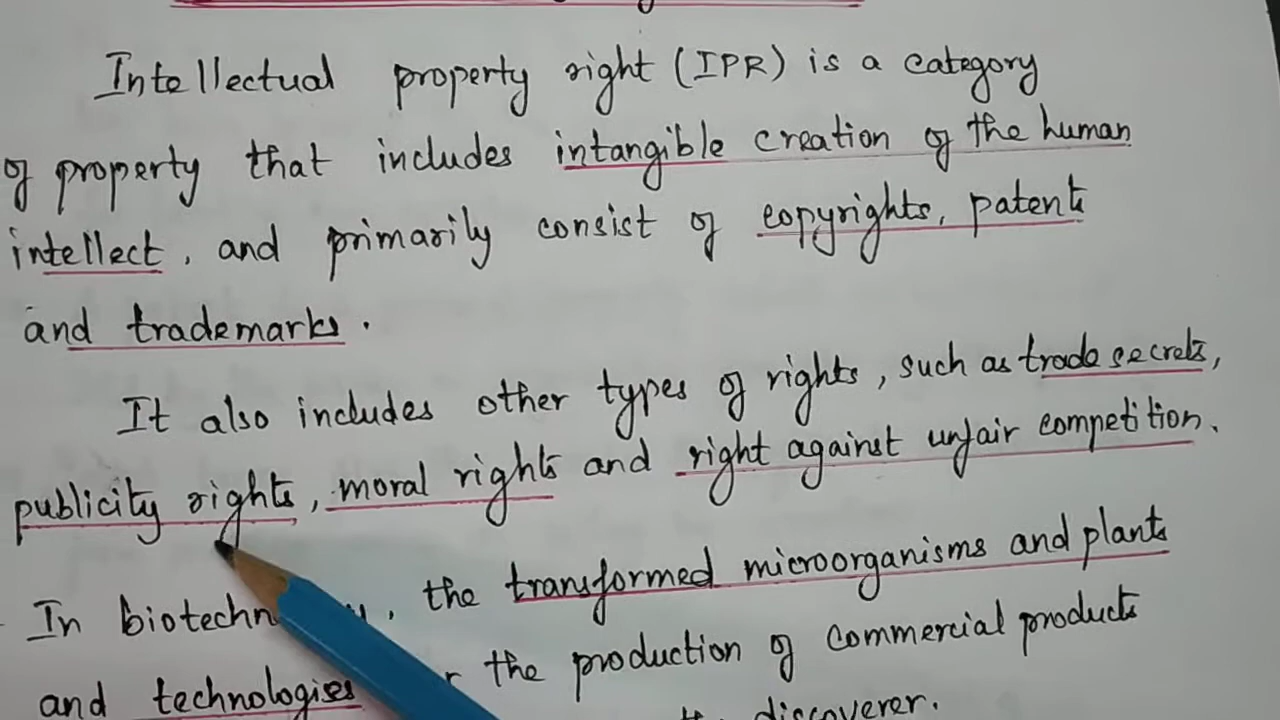 Intellectual property right (IPR) is a category
of property that includes intangible creation of the human
intellect, and primarily consist of copyrights, patents
and trademarks.
It also includes other types of rights, such as trade secrets,
publicity rights, moral rights and right against unfair competition.
In , the transformed microorganisms and plants
and technologies the production of commercial products
discoverer.